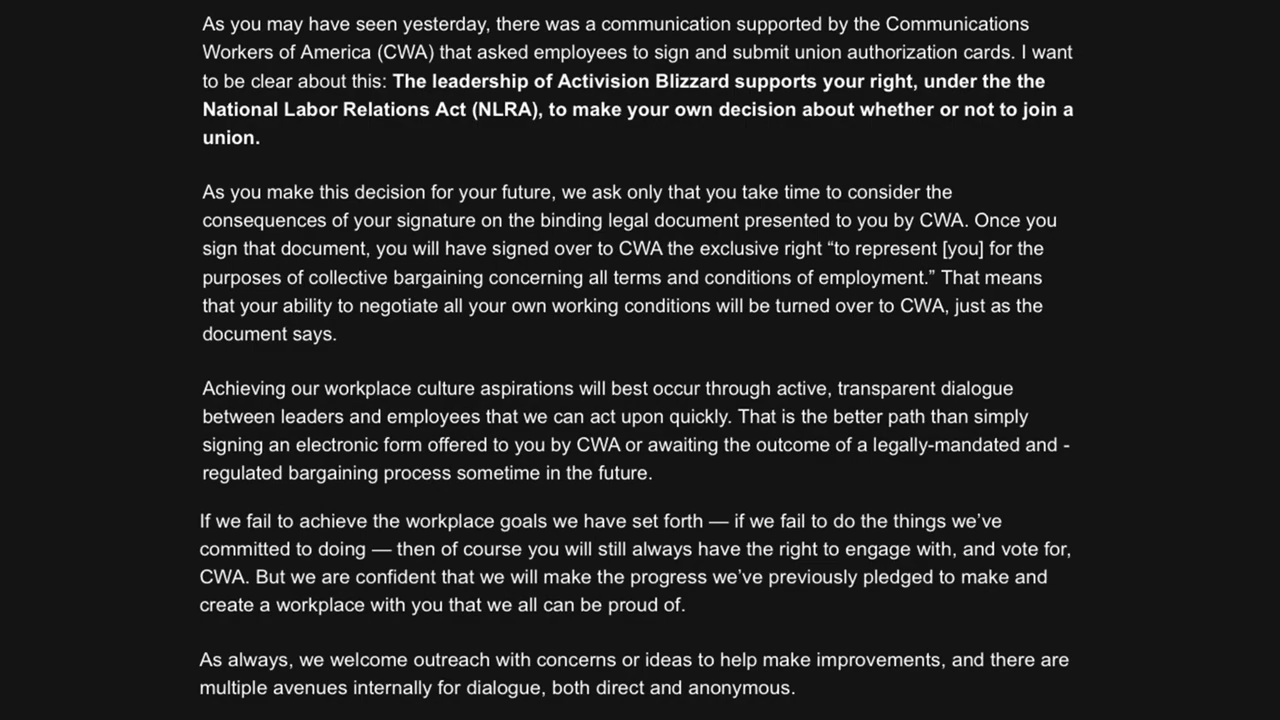 As you may have seen yesterday, there was a communication supported by the Communications
Workers of America (CWA) that asked employees to sign and submit union authorization cards. I want
to be clear about this: The leadership of Activision Blizzard supports your right, under the the
National Labor Relations Act (NLRA), to make your own decision about whether or not to join a
union.
As you make this decision for your future, we ask only that you take time to consider the
consequences of your signature on the binding legal document presented to you by CWA. Once you
sign that document, you will have signed over to CWA the exclusive right “to represent [you] for the
purposes of collective bargaining concerning all terms and conditions of employment.” That means
that your ability to negotiate all your own working conditions will be turned over to CWA, just as the
document says.
Achieving our workplace culture aspirations will best occur through active, transparent dialogue
between leaders and employees that we can act upon quickly. That is the better path than simply
signing an electronic form offered to you by CWA or awaiting the outcome of a legally-mandated and -
regulated bargaining process sometime in the future.
If we fail to achieve the workplace goals we have set forth — if we fail to do the things we’ve
committed to doing — then of course you will still always have the right to engage with, and vote for,
CWA. But we are confident that we will make the progress we’ve previously pledged to make and
create a workplace with you that we all can be proud of.
As always, we welcome outreach with concerns or ideas to help make improvements, and there are
multiple avenues internally for dialogue, both direct and anonymous.